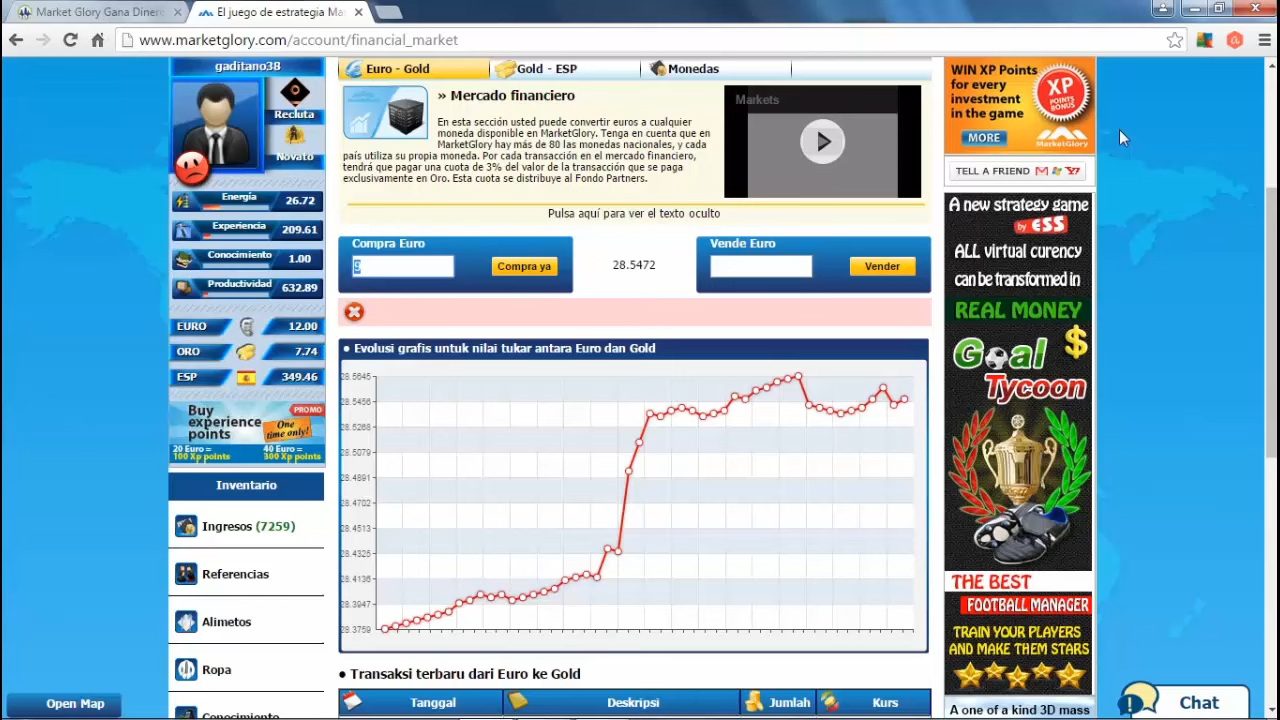 Market Glory Gana Dinero
El juego de estrategia Ma
www.marketglory.com/account/financial_market
gaditano38
Recluta
Novato
Energía 26.72
Experiencia 209.61
Conocimiento 1.00
Productividad 632.89
EURO 12.00
ORO 7.74
ESP 349.46
Buy
experience
points
PROMO
One
time only!
20 Euro =
100 Xp points
40 Euro =
300 Xp points
Inventario
Ingresos (7259)
Referencias
Alimetos
Ropa
Conocimiento
Open Map
Euro - Gold
Gold - ESP
Monedas
» Mercado financiero
En esta sección usted puede convertir euros a cualquier
moneda disponible en MarketGlory. Tenga en cuenta que en
MarketGlory hay más de 80 las monedas nacionales, y cada
país utiliza su propia moneda. Por cada transacción en el mercado financiero,
tendrá que pagar una cuota de 3% del valor de la transacción que se paga
exclusivamente en Oro. Esta cuota se distribuye al Fondo Partners.
Markets
Pulsa aquí para ver el texto oculto
Compra Euro
9
Compra ya
28.5472
Vende Euro
Vender
• Evolusi grafis untuk nilai tukar antara Euro dan Gold
28.5645
28.5456
28.5268
28.5079
28.4891
28.4702
28.4513
28.4325
28.4136
28.3947
28.3759
• Transaksi terbaru dari Euro ke Gold
Tanggal Deskripsi Jumlah Kurs
WIN XP Points
for every
investment
in the game
XP
POINTS
BONUS
MORE
MarketGlory
TELL A FRIEND
A new strategy game
by ESS
ALL virtual curency
can be transformed in
REAL MONEY
Goal
Tycoon
THE BEST
FOOTBALL MANAGER
TRAIN YOUR PLAYERS
AND MAKE THEM STARS
A one of a kind 3D mass
Chat